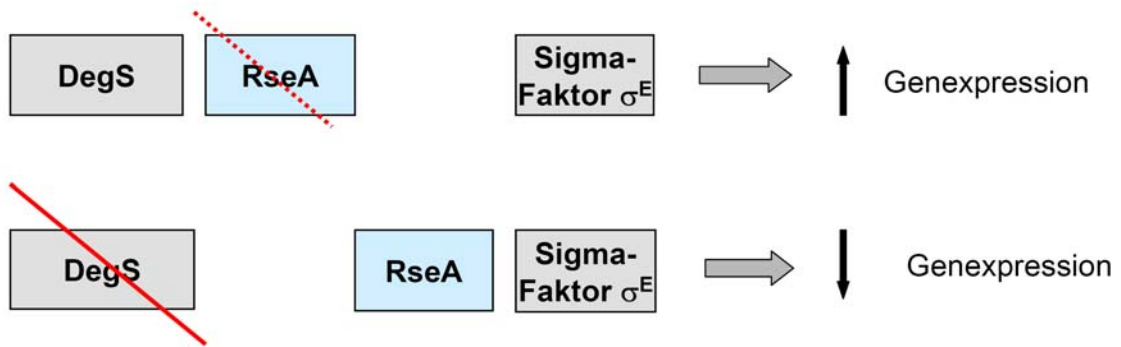 DegS
RseA
Sigma-
Faktor σE
Genexpression
DegS
RseA
Sigma-
Faktor σE
Genexpression